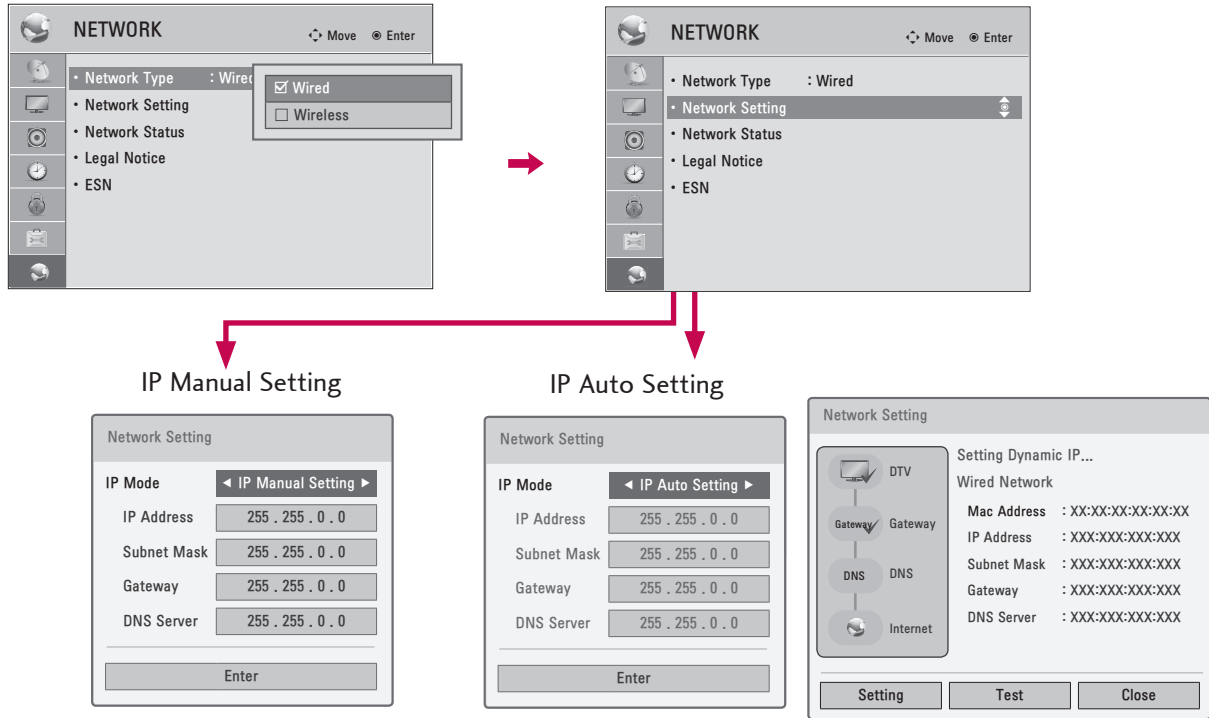 NETWORK
Move Enter
• Network Type : Wired
• Network Setting
• Network Status
• Legal Notice
• ESN
☑ Wired
☐ Wireless
NETWORK
Move Enter
• Network Type : Wired
• Network Setting
• Network Status
• Legal Notice
• ESN
IP Manual Setting
Network Setting
IP Mode ◄ IP Manual Setting ►
IP Address 255 . 255 . 0 . 0
Subnet Mask 255 . 255 . 0 . 0
Gateway 255 . 255 . 0 . 0
DNS Server 255 . 255 . 0 . 0
Enter
IP Auto Setting
Network Setting
IP Mode ◄ IP Auto Setting ►
IP Address 255 . 255 . 0 . 0
Subnet Mask 255 . 255 . 0 . 0
Gateway 255 . 255 . 0 . 0
DNS Server 255 . 255 . 0 . 0
Enter
Network Setting
DTV
Gateway Gateway
DNS DNS
Internet
Setting Dynamic IP...
Wired Network
Mac Address : XX:XX:XX:XX:XX:XX
IP Address : XXX:XXX:XXX:XXX
Subnet Mask : XXX:XXX:XXX:XXX
Gateway : XXX:XXX:XXX:XXX
DNS Server : XXX:XXX:XXX:XXX
Setting Test Close